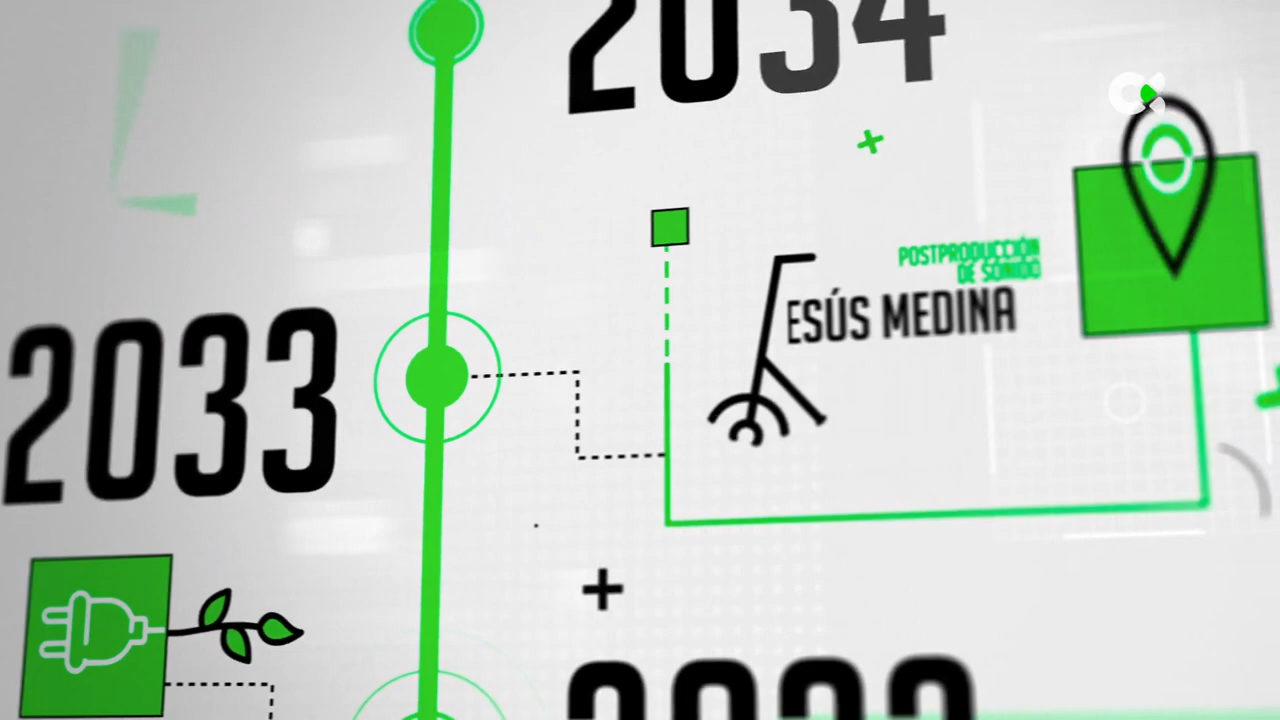 2034
POSTPRODUCCIÓN
DE SONIDO
ESÚS MEDINA
2033